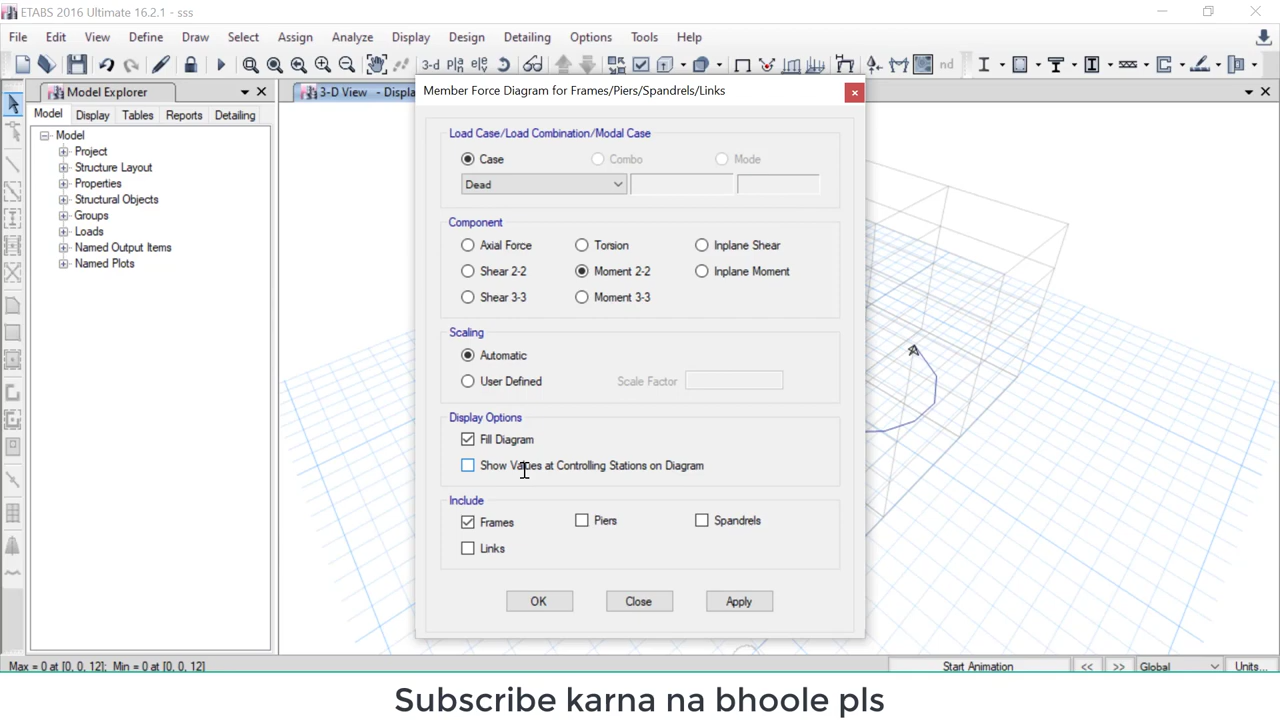 ETABS 2016 Ultimate 16.2.1 - sss
File Edit View Define Draw Select Assign Analyze Display Design Detailing Options Tools Help
3-d nd
Model Explorer
3-D View - Displa
Model Display Tables Reports Detailing
Model
Project
Structure Layout
Properties
Structural Objects
Groups
Loads
Named Output Items
Named Plots
Member Force Diagram for Frames/Piers/Spandrels/Links
Load Case/Load Combination/Modal Case
Case Combo Mode
Dead
Component
Axial Force Torsion Inplane Shear
Shear 2-2 Moment 2-2 Inplane Moment
Shear 3-3 Moment 3-3
Scaling
Automatic
User Defined Scale Factor
Display Options
Fill Diagram
Show Values at Controlling Stations on Diagram
Include
Frames Piers Spandrels
Links
OK Close Apply
Max = 0 at [0, 0, 12]; Min = 0 at [0, 0, 12]
Start Animation << >> Global Units...
Subscribe karna na bhoole pls